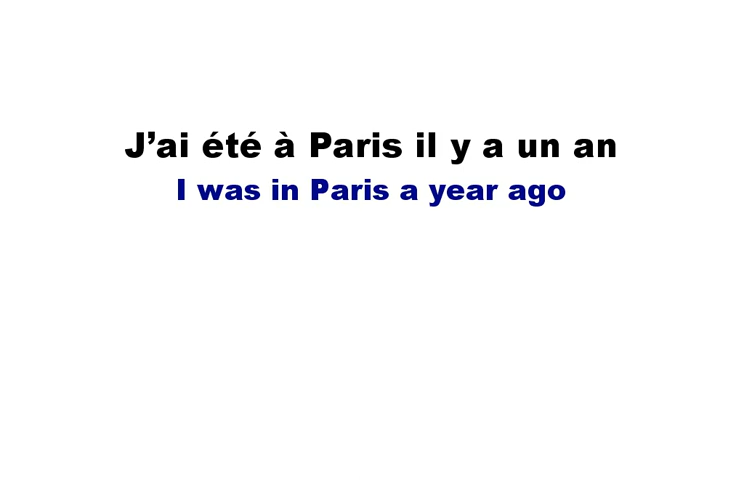 J’ai été à Paris il y a un an
I was in Paris a year ago